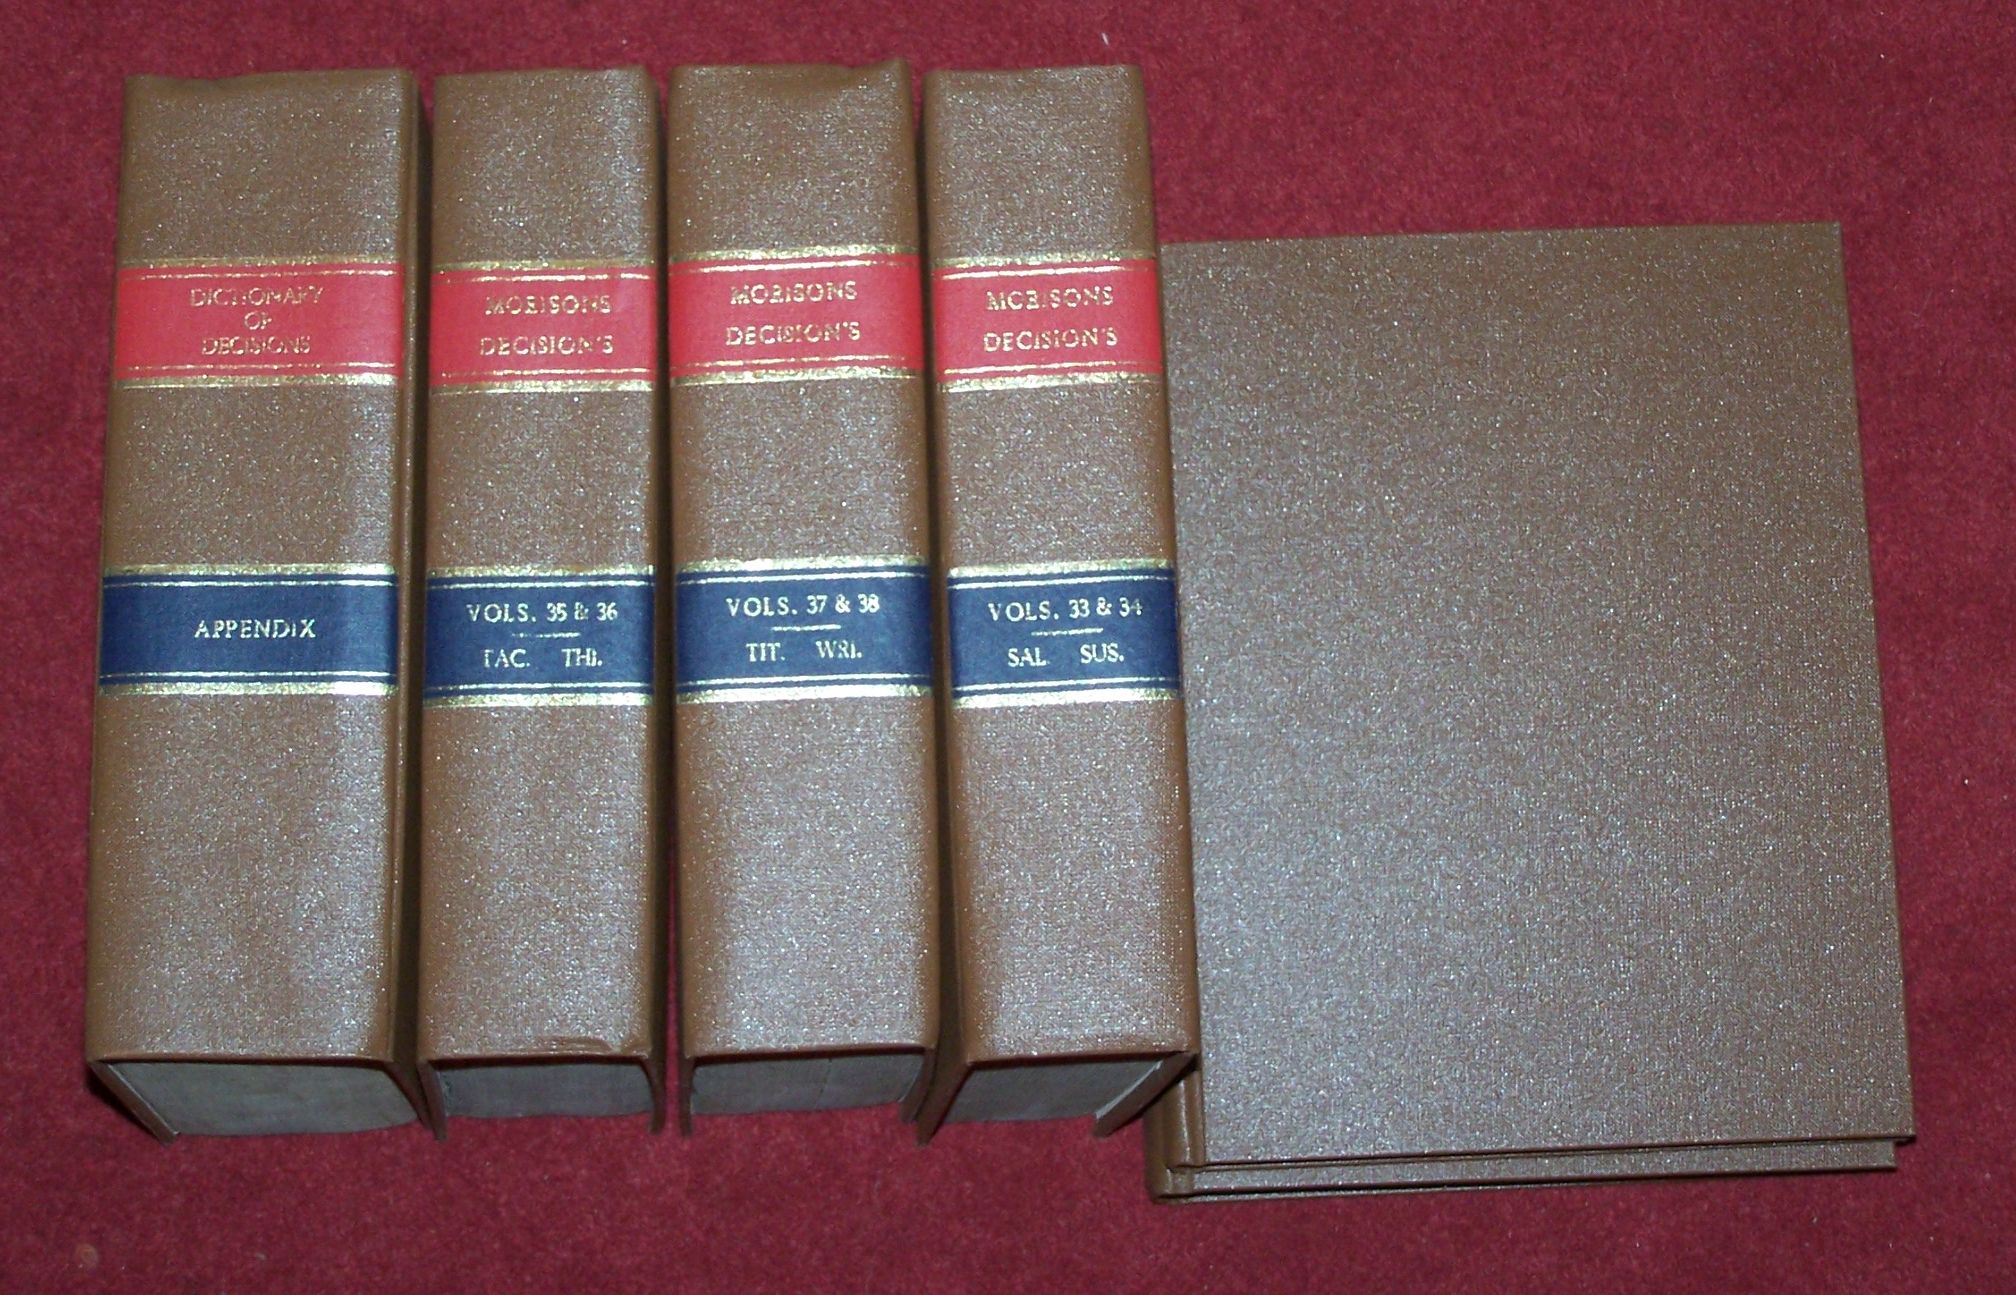 DICTIONARY
OF
DECISIONS
APPENDIX
MORISONS
DECISION'S
VOLS. 35 & 36
TAC. THI.
MORISONS
DECISION'S
VOLS. 37 & 38
TIT. WRI.
MORISONS
DECISION'S
VOLS. 33 & 34
SAL SUS.